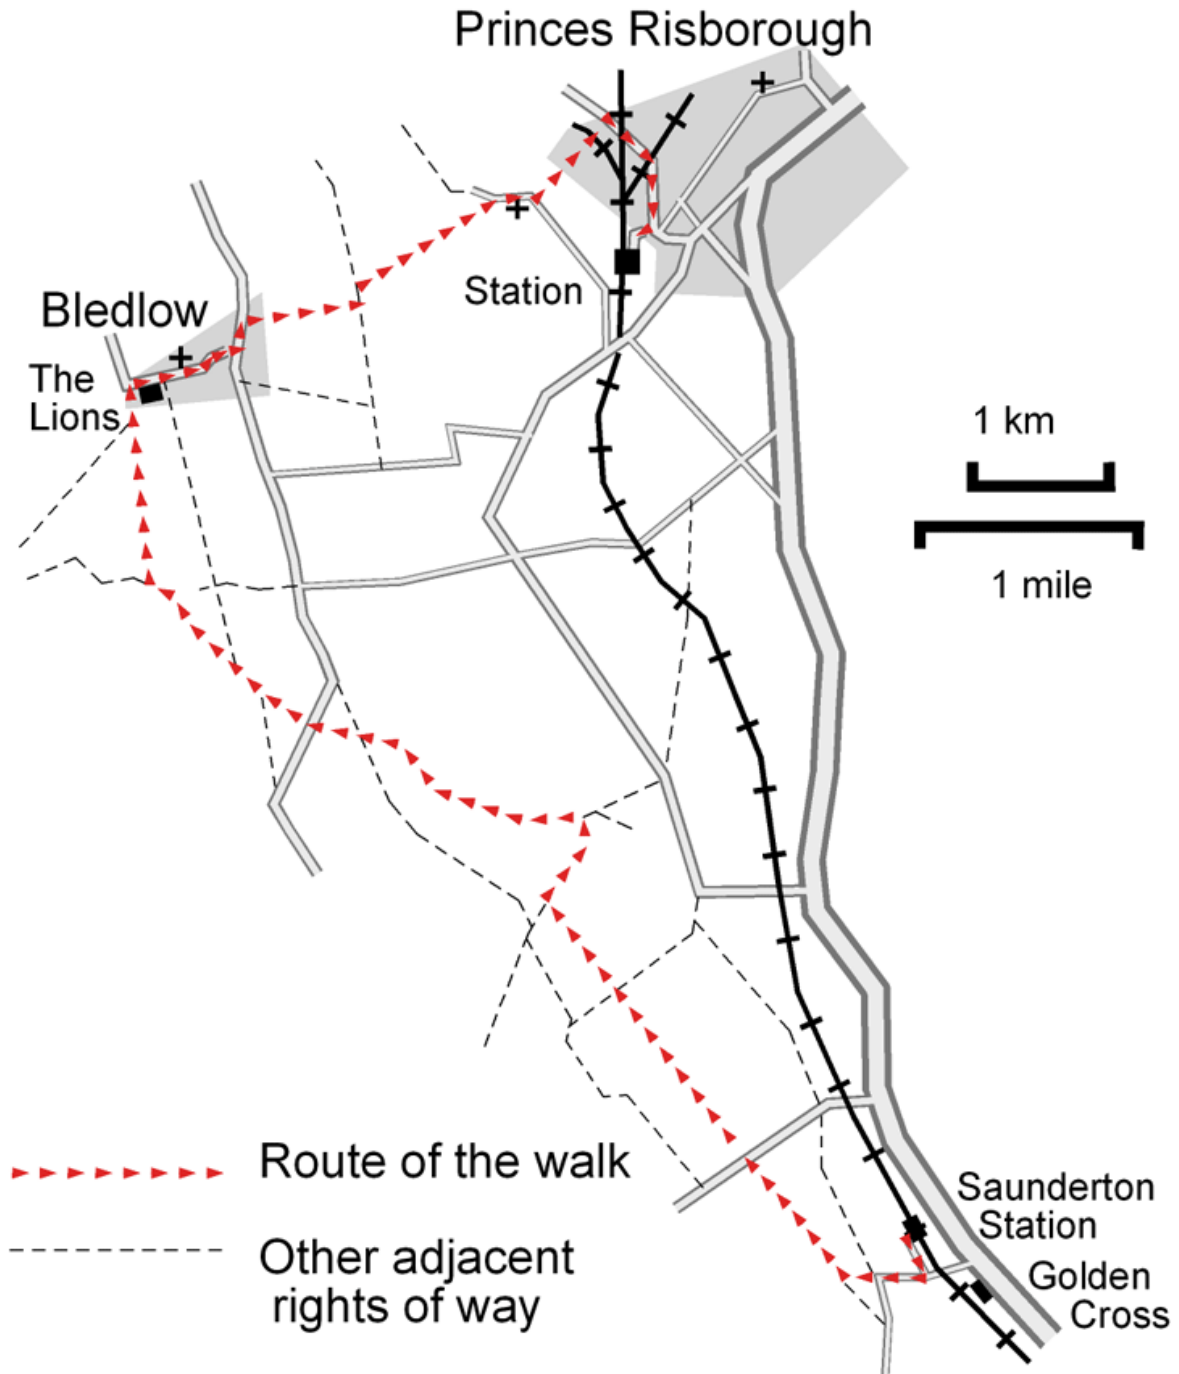 Princes Risborough
Station
Bledlow
The
Lions
1 km
1 mile
Route of the walk
Other adjacent
rights of way
Saunderton
Station
Golden
Cross